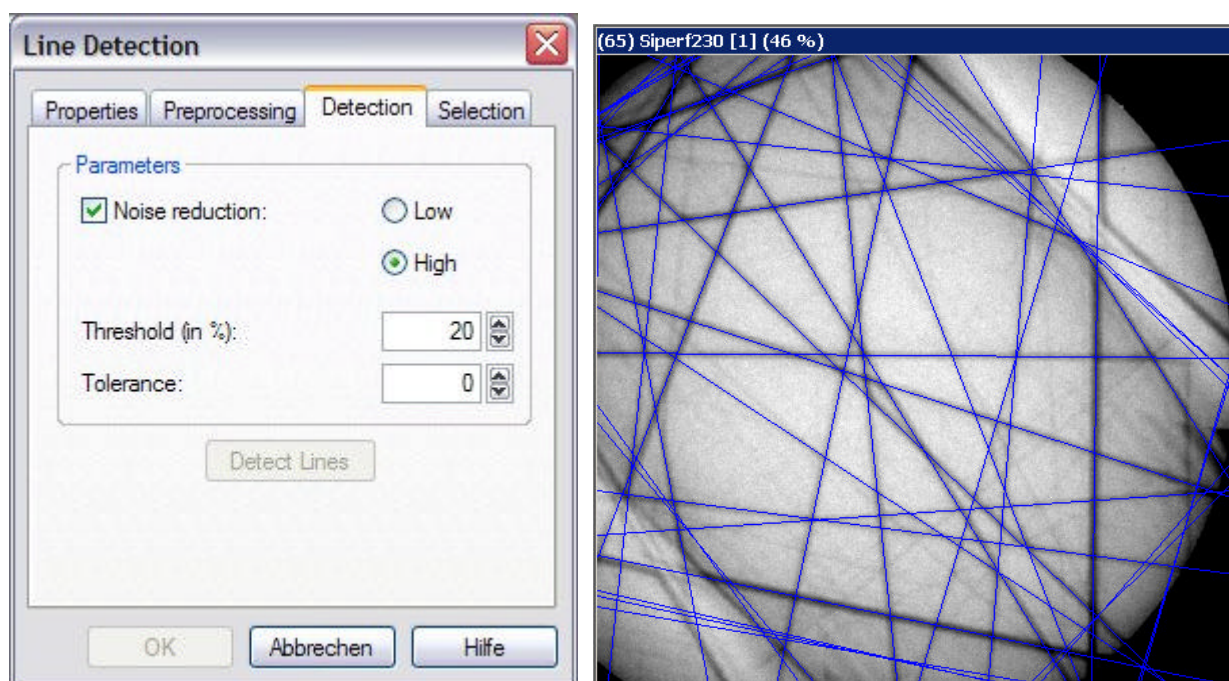 Line Detection
Properties Preprocessing Detection Selection
Parameters
Noise reduction: Low
High
Threshold (in %): 20
Tolerance: 0
Detect Lines
OK Abbrechen Hilfe
(65) Siperf230 [1] (46 %)